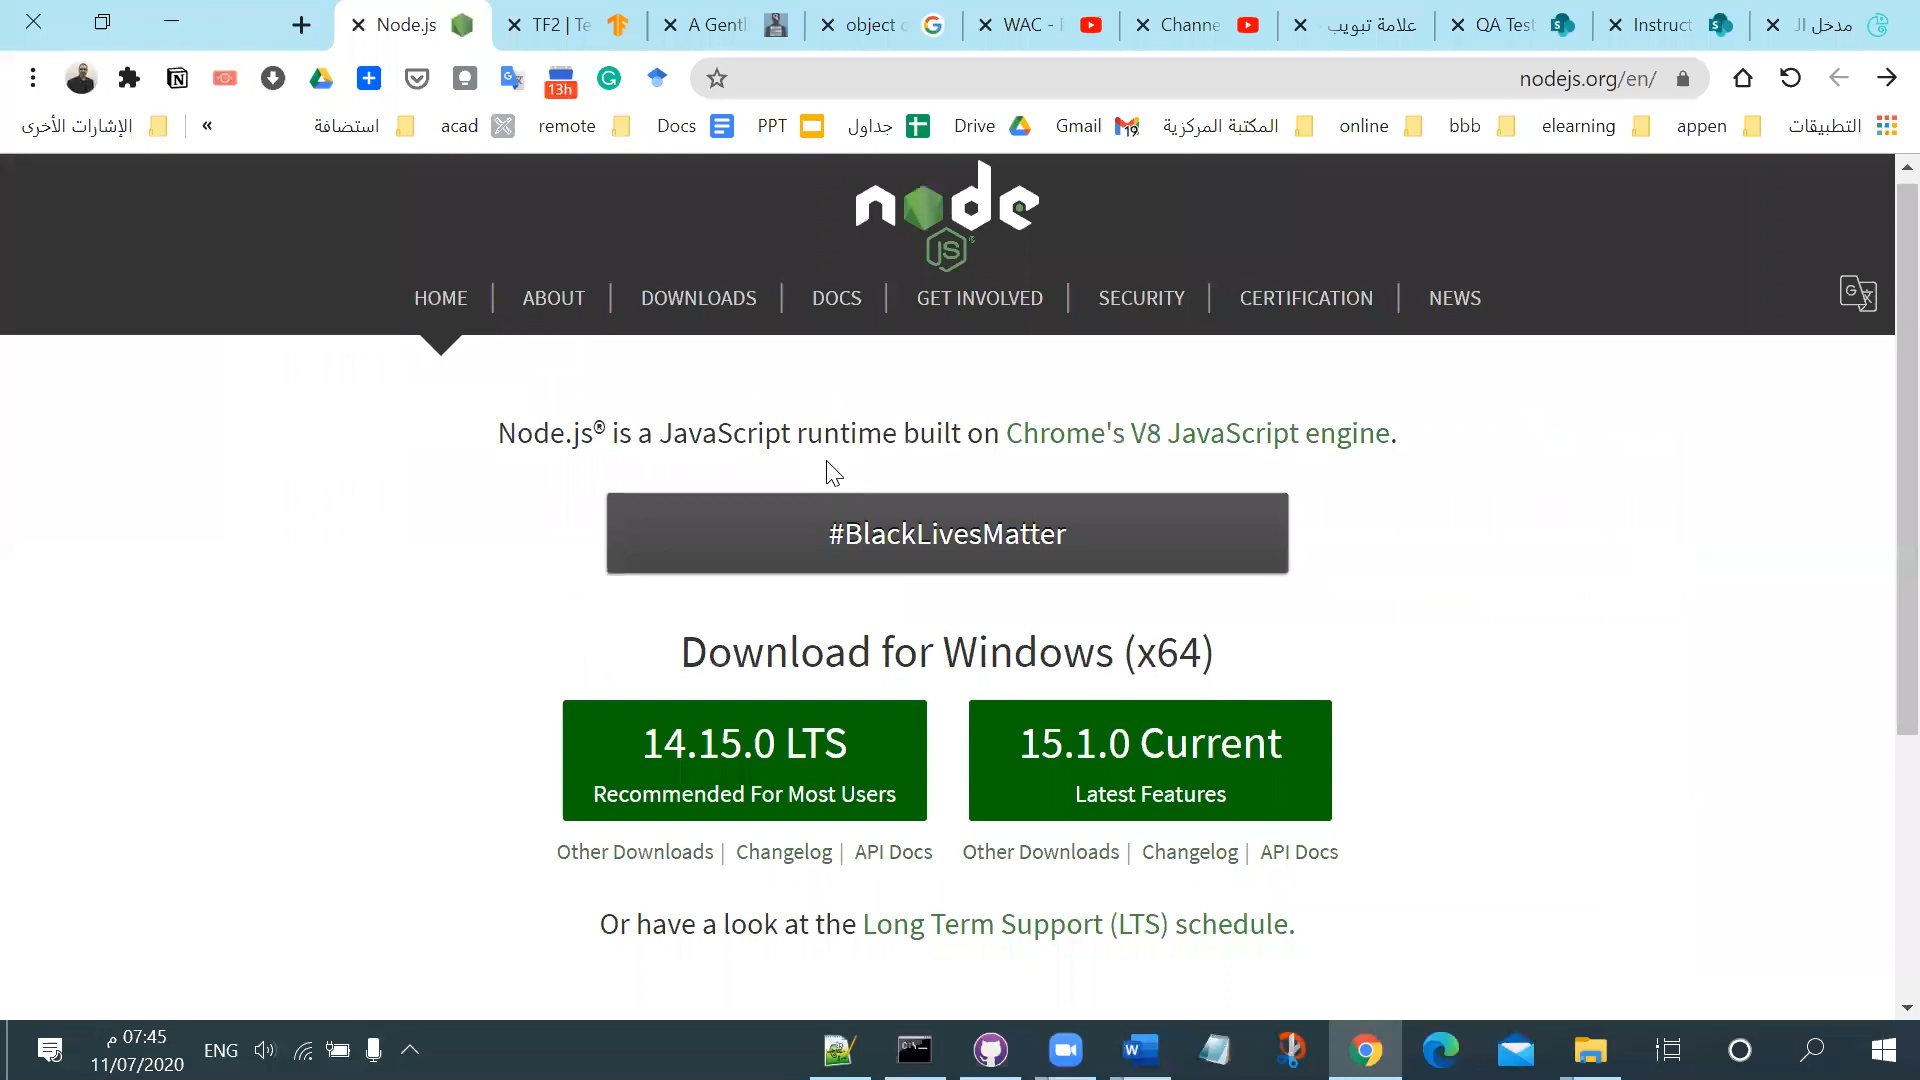 Node.js
TF2 | Te
A Gentl
object o
WAC - F
Channe
علامة تبويب
QA Test
Instruct
مدخل ال
13h
nodejs.org/en/
الإشارات الأخرى
»
استضافة
acad
remote
Docs
PPT
جداول
Drive
Gmail
19
المكتبة المركزية
online
bbb
elearning
appen
التطبيقات
node
JS
HOME | ABOUT | DOWNLOADS | DOCS | GET INVOLVED | SECURITY | CERTIFICATION | NEWS
Node.js® is a JavaScript runtime built on Chrome's V8 JavaScript engine.
#BlackLivesMatter
Download for Windows (x64)
14.15.0 LTS
Recommended For Most Users
15.1.0 Current
Latest Features
Other Downloads | Changelog | API Docs
Other Downloads | Changelog | API Docs
Or have a look at the Long Term Support (LTS) schedule.
07:45 م
11/07/2020
ENG